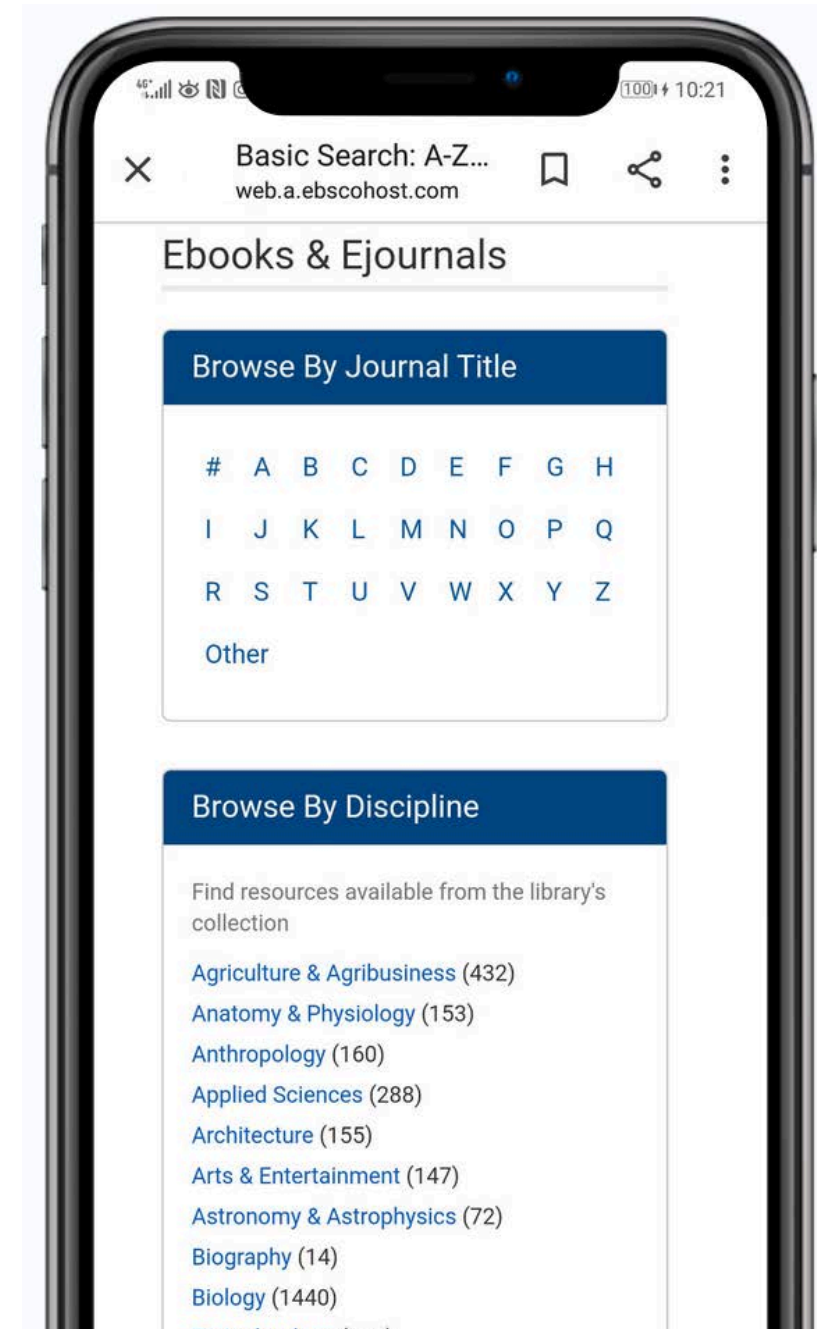 100 10:21
Basic Search: A-Z...
web.a.ebscohost.com
Ebooks & Ejournals
Browse By Journal Title
# A B C D E F G H
I J K L M N O P Q
R S T U V W X Y Z
Other
Browse By Discipline
Find resources available from the library's
collection
Agriculture & Agribusiness (432)
Anatomy & Physiology (153)
Anthropology (160)
Applied Sciences (288)
Architecture (155)
Arts & Entertainment (147)
Astronomy & Astrophysics (72)
Biography (14)
Biology (1440)